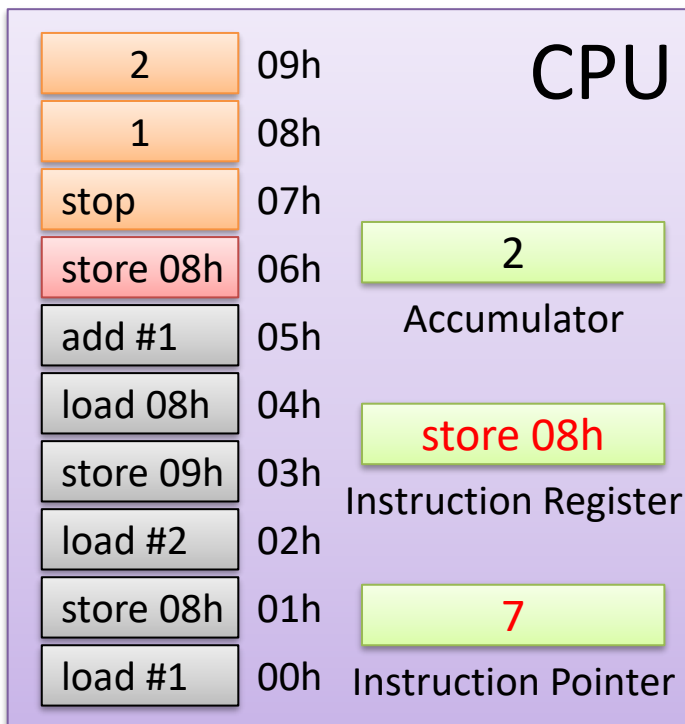 CPU
2 09h
1 08h
stop 07h
store 08h 06h
add #1 05h
load 08h 04h
store 09h 03h
load #2 02h
store 08h 01h
load #1 00h
2
Accumulator
store 08h
Instruction Register
7
Instruction Pointer